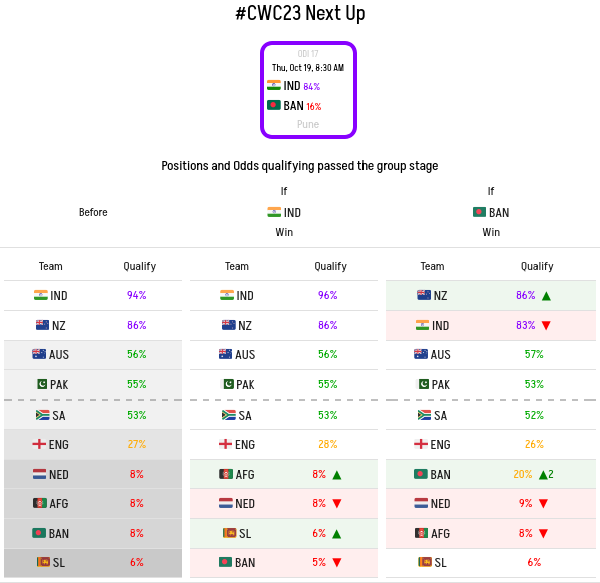 #CWC23 Next Up
ODI 17
Thu, Oct 19, 8:30 AM
IND 84%
BAN 16%
Pune
Positions and Odds qualifying passed the group stage
Before
If
IND
Win
If
BAN
Win
Team Qualify Team Qualify Team Qualify
IND 94% IND 96% NZ 86% ▲
NZ 86% NZ 86% IND 83% ▼
AUS 56% AUS 56% AUS 57%
PAK 55% PAK 55% PAK 53%
SA 53% SA 53% SA 52%
ENG 27% ENG 28% ENG 26%
NED 8% AFG 8% ▲ BAN 20% ▲2
AFG 8% NED 8% ▼ NED 9% ▼
BAN 8% SL 6% ▲ AFG 8% ▼
SL 6% BAN 5% ▼ SL 6%